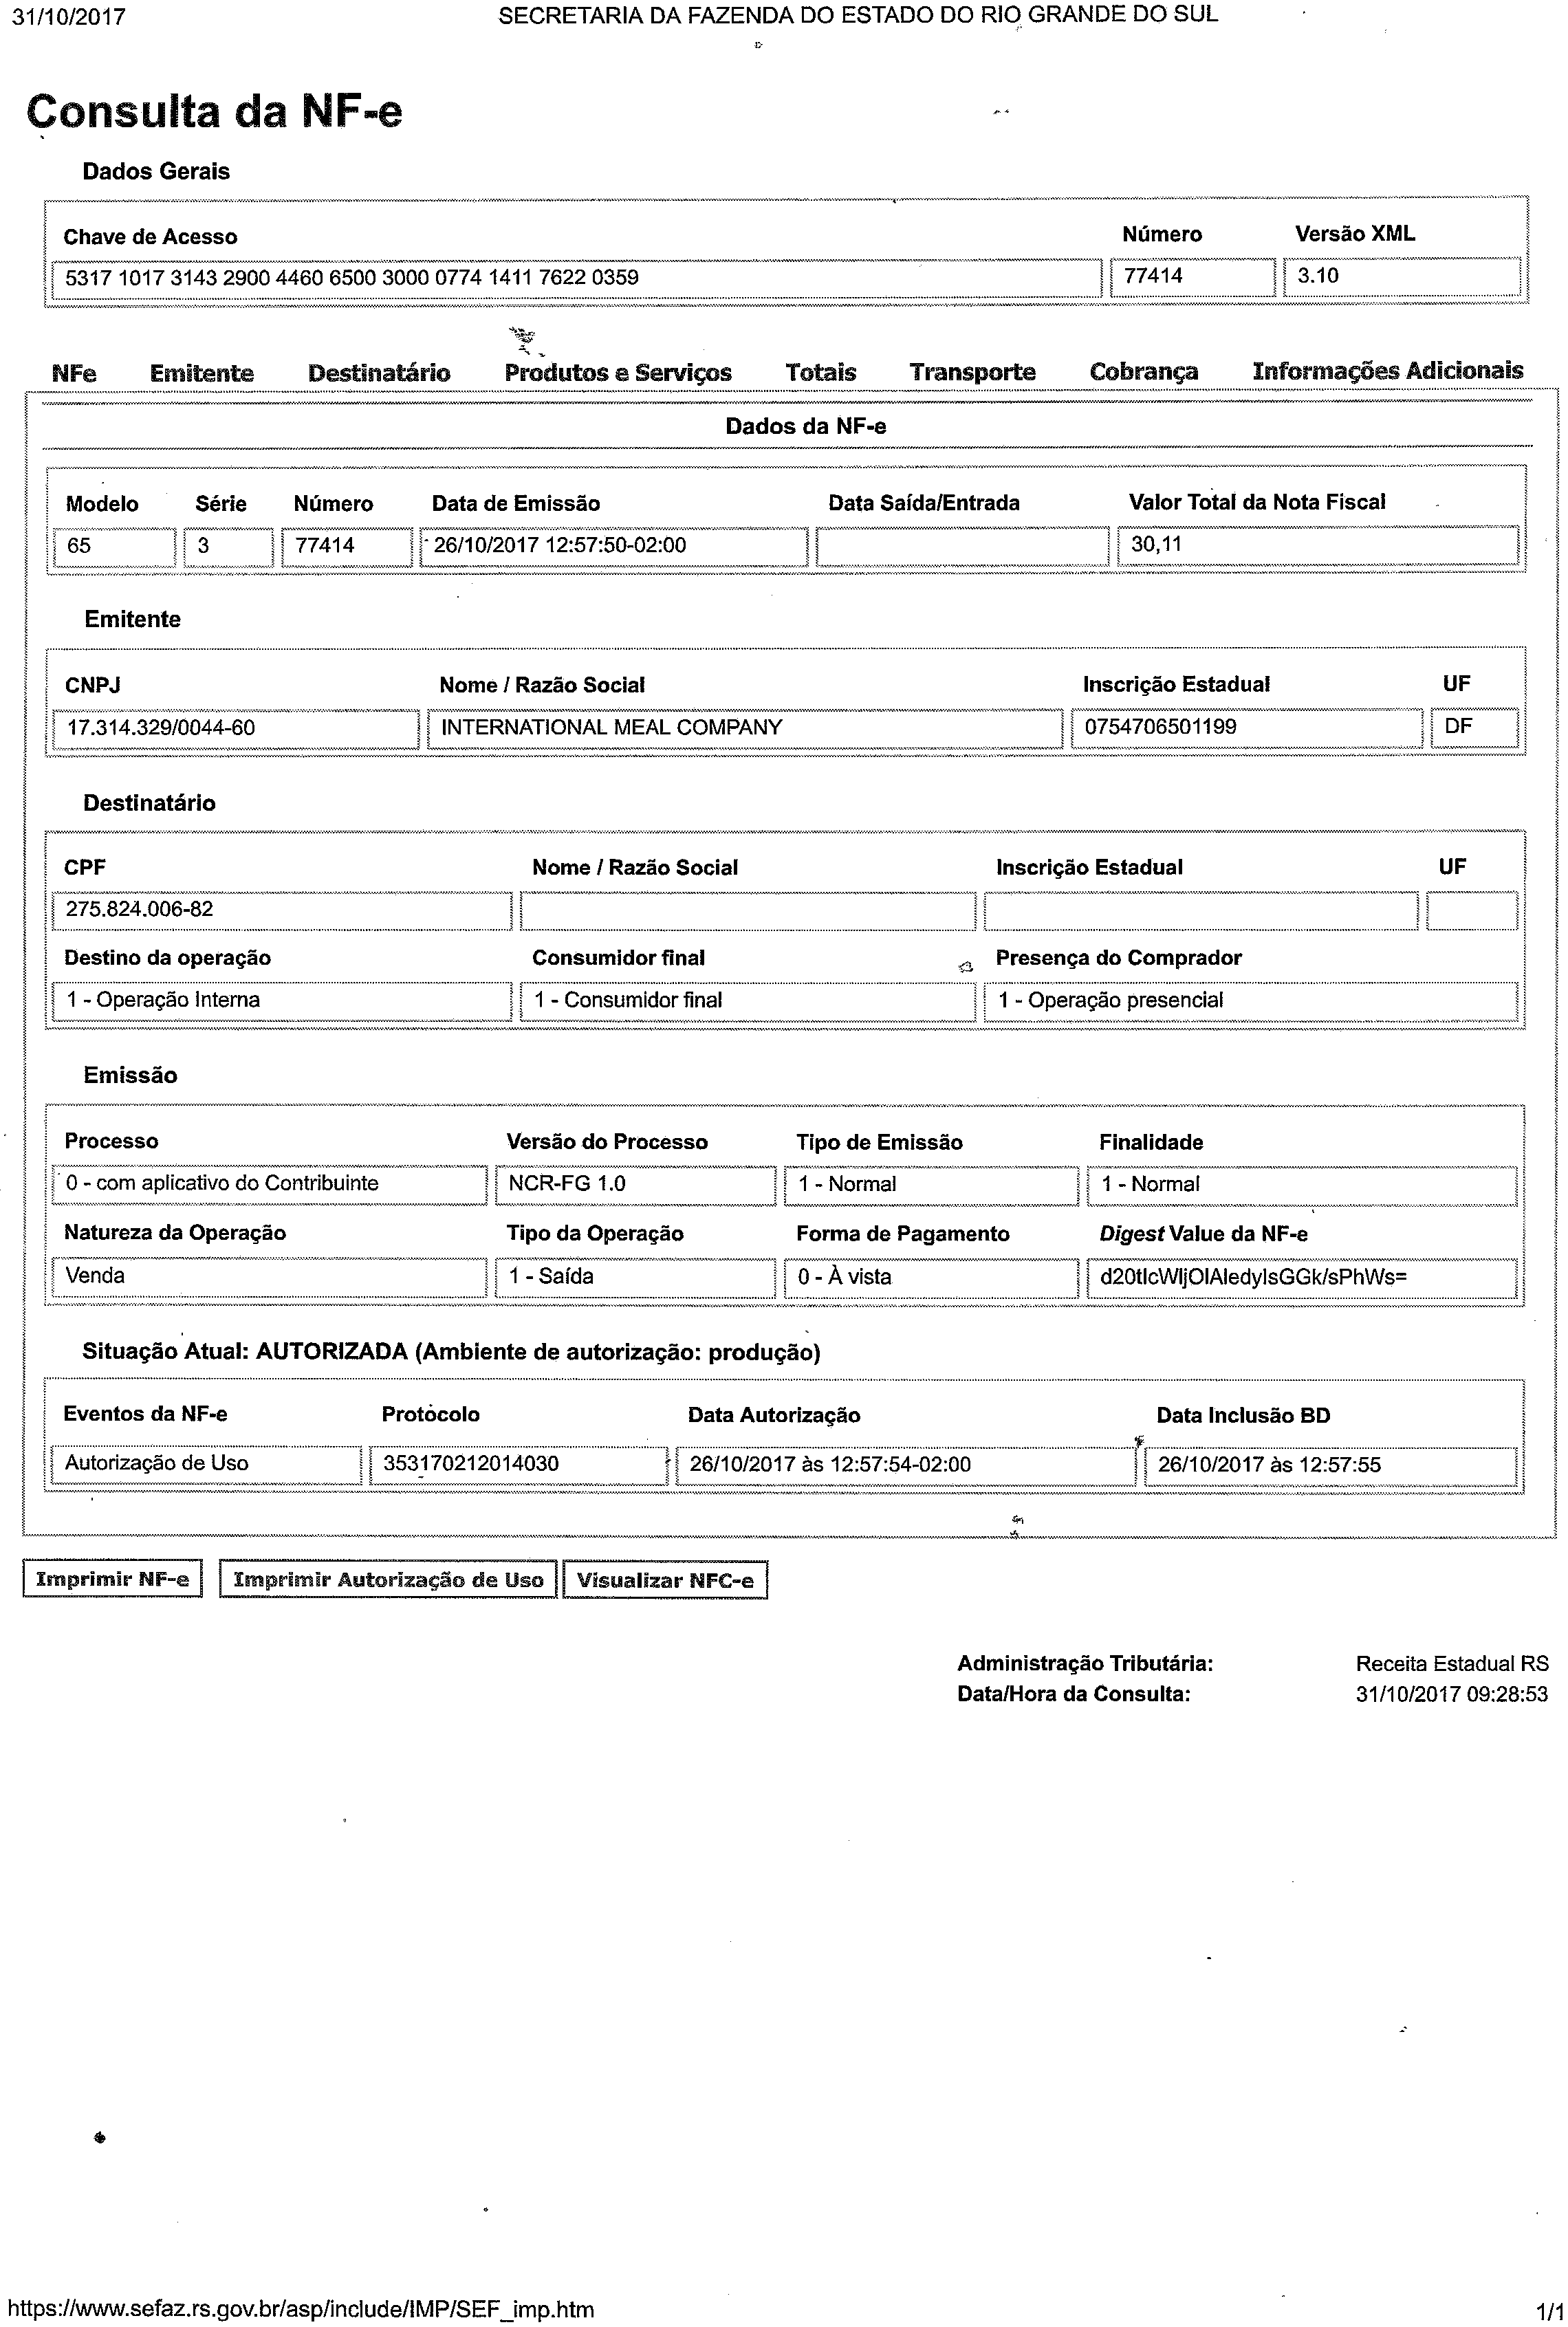 31/10/2017 SECRETARIA DA FAZENDA DO ESTADO DO RIO GRANDE DO SUL
Consulta da NF-e
Dados Gerais
Chave de Acesso Número Versão XML
5317 1017 3143 2900 4460 6500 3000 0774 1411 7622 0359 77414 3.10
NFe Emitente Destinatário Produtos e Serviços Totais Transporte Cobrança Informações Adicionais
Dados da NF-e
Modelo Série Número Data de Emissão Data Saída/Entrada Valor Total da Nota Fiscal
65 3 77414 26/10/2017 12:57:50-02:00 30,11
Emitente
CNPJ Nome / Razão Social Inscrição Estadual UF
17.314.329/0044-60 INTERNATIONAL MEAL COMPANY 0754706501199 DF
Destinatário
CPF Nome / Razão Social Inscrição Estadual UF
275.824.006-82
Destino da operação Consumidor final Presença do Comprador
1 - Operação Interna 1 - Consumidor final 1 - Operação presencial
Emissão
Processo Versão do Processo Tipo de Emissão Finalidade
0 - com aplicativo do Contribuinte NCR-FG 1.0 1 - Normal 1 - Normal
Natureza da Operação Tipo da Operação Forma de Pagamento Digest Value da NF-e
Venda 1 - Saída 0 - À vista d20tlcWljOlAledylsGGk/sPhWs=
Situação Atual: AUTORIZADA (Ambiente de autorização: produção)
Eventos da NF-e Protocolo Data Autorização Data Inclusão BD
Autorização de Uso 353170212014030 26/10/2017 às 12:57:54-02:00 26/10/2017 às 12:57:55
Imprimir NF-e Imprimir Autorização de Uso Visualizar NFC-e
Administração Tributária: Receita Estadual RS
Data/Hora da Consulta: 31/10/2017 09:28:53
https://www.sefaz.rs.gov.br/asp/include/IMP/SEF_imp.htm 1/1